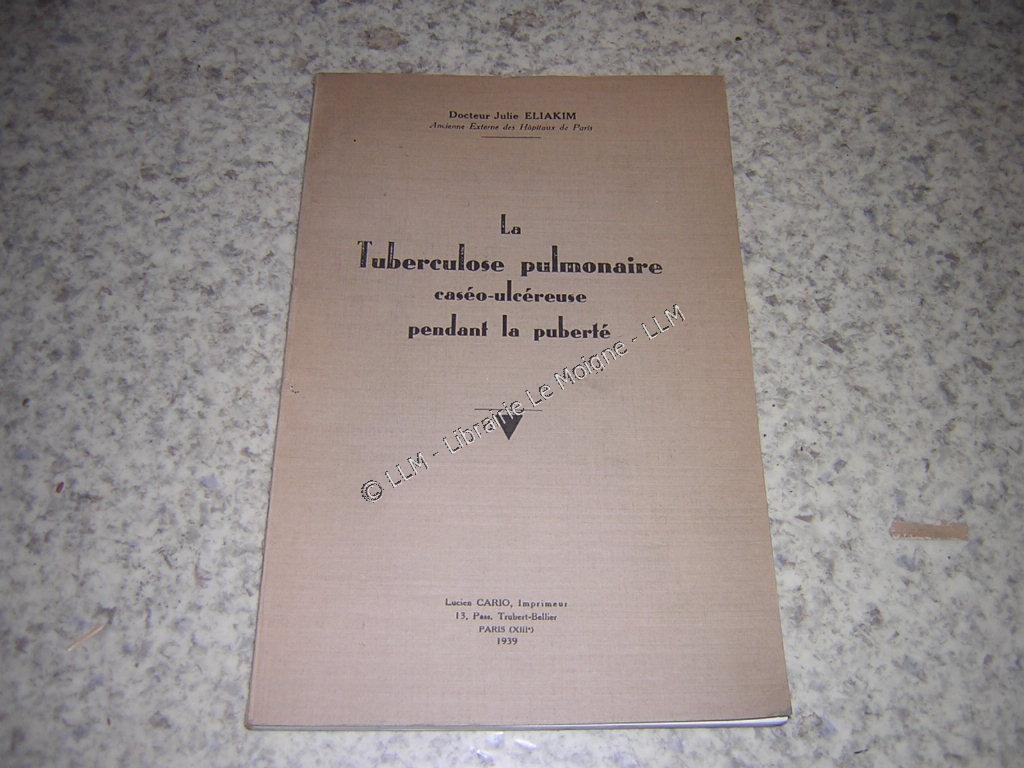 Docteur Julie ELIAKIM
Ancienne Externe des Hôpitaux de Paris
La
Tuberculose pulmonaire
caséo-ulcéreuse
pendant la puberté
© LLM - Librairie Le Moigne - LLM
Lucien CARIO, Imprimeur
13, Pass. Trubert-Bellier
PARIS (XIIIe)
1939